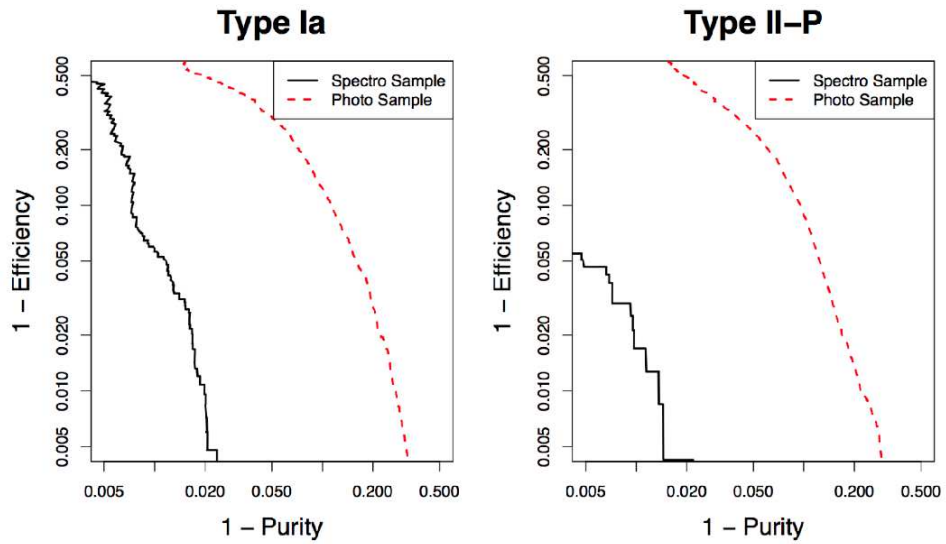 Type Ia
Spectro Sample
Photo Sample
1 − Efficiency
0.500
0.200
0.100
0.050
0.020
0.010
0.005
0.005 0.020 0.050 0.200 0.500
1 − Purity
Type II−P
Spectro Sample
Photo Sample
1 − Efficiency
0.500
0.200
0.100
0.050
0.020
0.010
0.005
0.005 0.020 0.050 0.200 0.500
1 − Purity